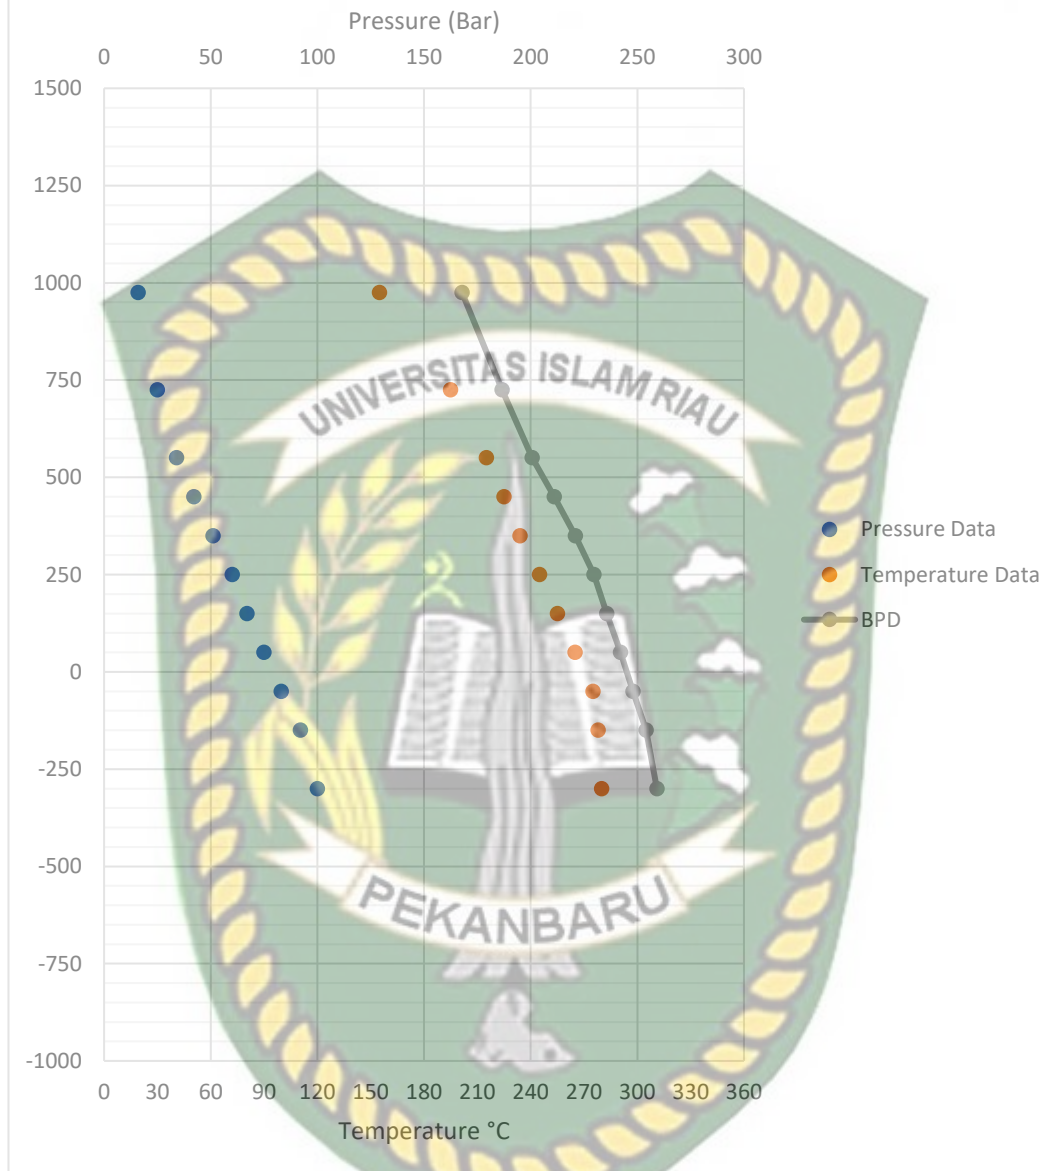 Pressure (Bar)
0 50 100 150 200 250 300
1500
1250
1000
750
500
250
0
-250
-500
-750
-1000
UNIVERSITAS ISLAM RIAU
Pressure Data
Temperature Data
BPD
PEKANBARU
0 30 60 90 120 150 180 210 240 270 300 330 360
Temperature °C